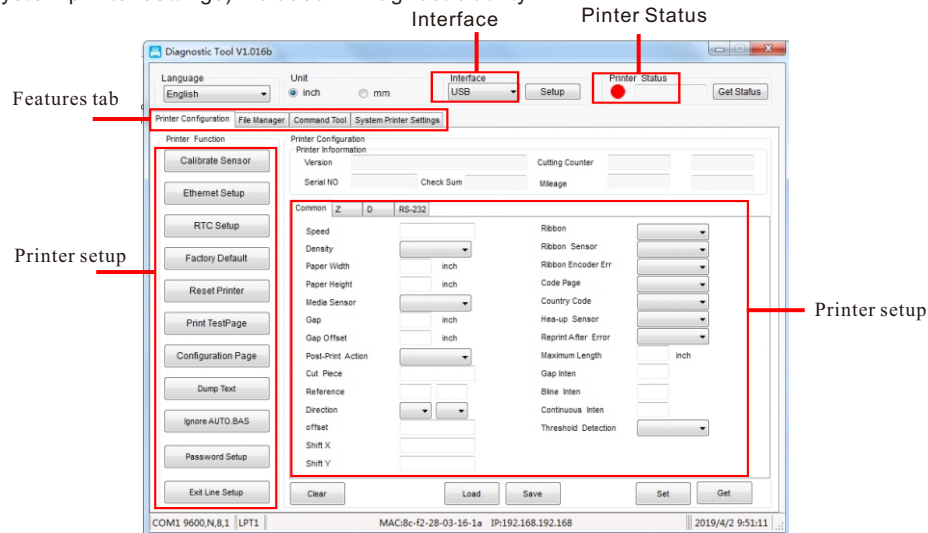 Interface
Pinter Status
Diagnostic Tool V1.016b
Language
Unit
Interface
Printer Status
English
inch
mm
USB
Setup
Get Status
Features tab
Printer Configuration File Manager Command Tool System Printer Settings
Printer Function
Printer Configuration
Printer Infoormation
Calibrate Sensor
Version
Cutting Counter
Serial NO
Check Sum
Mileage
Ethernet Setup
Common Z D RS-232
RTC Setup
Speed
Ribbon
Density
Ribbon Sensor
Printer setup
Factory Default
Paper Width inch
Ribbon Encoder Err
Paper Height inch
Code Page
Reset Printer
Media Sensor
Country Code
Printer setup
Gap inch
Hea-up Sensor
Print TestPage
Gap Offset inch
Reprint After Error
Configuration Page
Post-Print Action
Maximum Length inch
Cut Piece
Gap Inten
Dump Text
Reference
Bline Inten
Direction
Continuous Inten
Ignore AUTO.BAS
offset
Threshold Detection
Shift X
Password Setup
Shift Y
Exit Line Setup
Clear
Load
Save
Set
Get
COM1 9600,N,8,1 LPT1 MAC:8c-f2-28-03-16-1a IP:192.168.192.168 2019/4/2 9:51:11